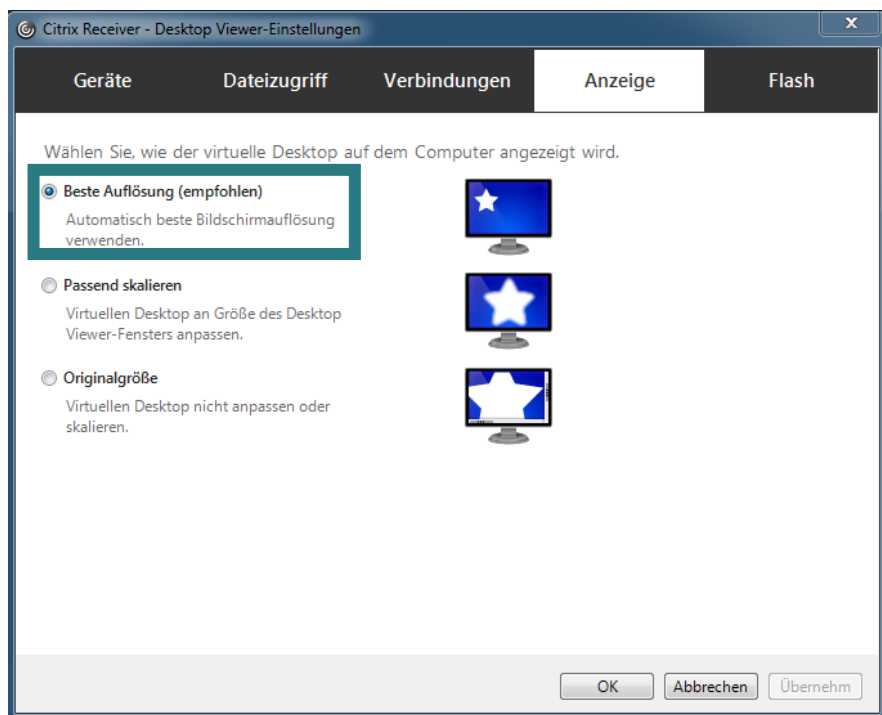 Citrix Receiver - Desktop Viewer-Einstellungen
Geräte Dateizugriff Verbindungen Anzeige Flash
Wählen Sie, wie der virtuelle Desktop auf dem Computer angezeigt wird.
Beste Auflösung (empfohlen)
Automatisch beste Bildschirmauflösung
verwenden.
Passend skalieren
Virtuellen Desktop an Größe des Desktop
Viewer-Fensters anpassen.
Originalgröße
Virtuellen Desktop nicht anpassen oder
skalieren.
OK Abbrechen Übernehm